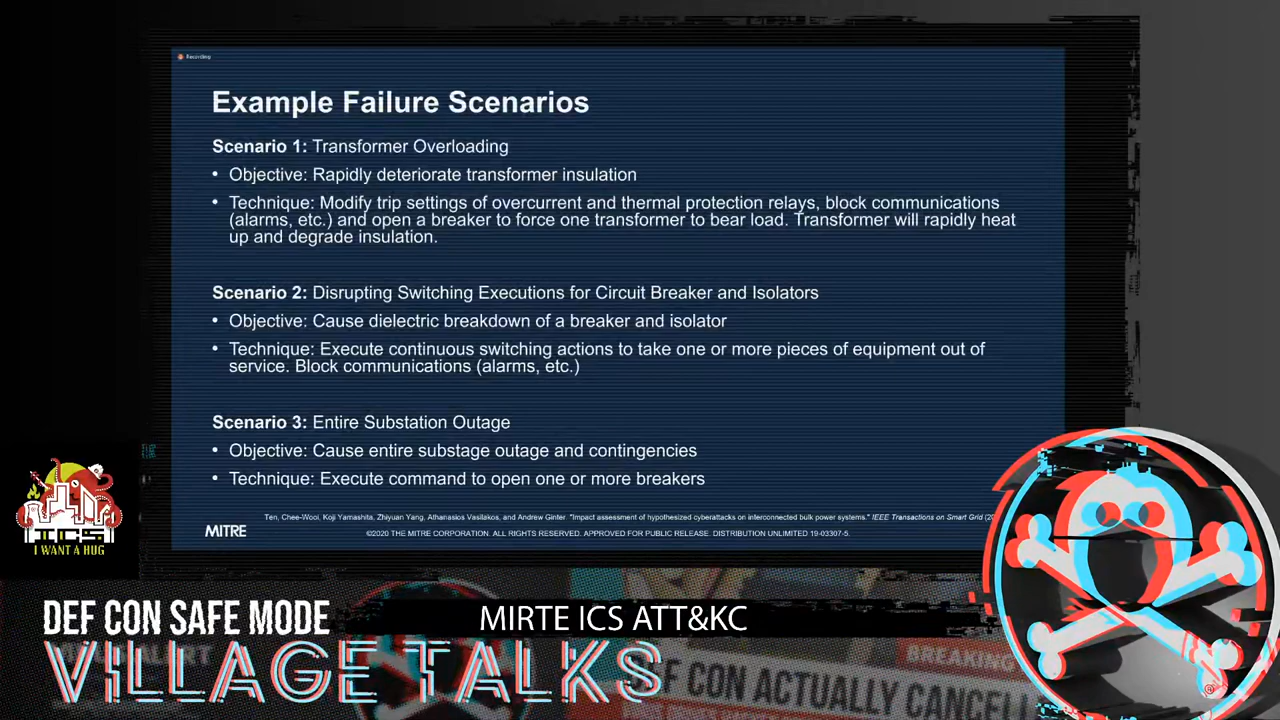 Recording
Example Failure Scenarios
Scenario 1: Transformer Overloading
• Objective: Rapidly deteriorate transformer insulation
• Technique: Modify trip settings of overcurrent and thermal protection relays, block communications
(alarms, etc.) and open a breaker to force one transformer to bear load. Transformer will rapidly heat
up and degrade insulation.
Scenario 2: Disrupting Switching Executions for Circuit Breaker and Isolators
• Objective: Cause dielectric breakdown of a breaker and isolator
• Technique: Execute continuous switching actions to take one or more pieces of equipment out of
service. Block communications (alarms, etc.)
Scenario 3: Entire Substation Outage
• Objective: Cause entire substage outage and contingencies
• Technique: Execute command to open one or more breakers
Ten, Chee-Wooi, Koji Yamashita, Zhiyuan Yang, Athanasios Vasilakos, and Andrew Ginter. "Impact assessment of hypothesized cyberattacks on interconnected bulk power systems." IEEE Transactions on Smart Grid (20
MITRE
©2020 THE MITRE CORPORATION. ALL RIGHTS RESERVED. APPROVED FOR PUBLIC RELEASE. DISTRIBUTION UNLIMITED 19-03307-5.
ICS
I WANT A HUG
DEF CON SAFE MODE
MIRTE ICS ATT&KC
VILLAGE TALKS
BREAKIN
DEF CON ACTUALLY CANCELL
®